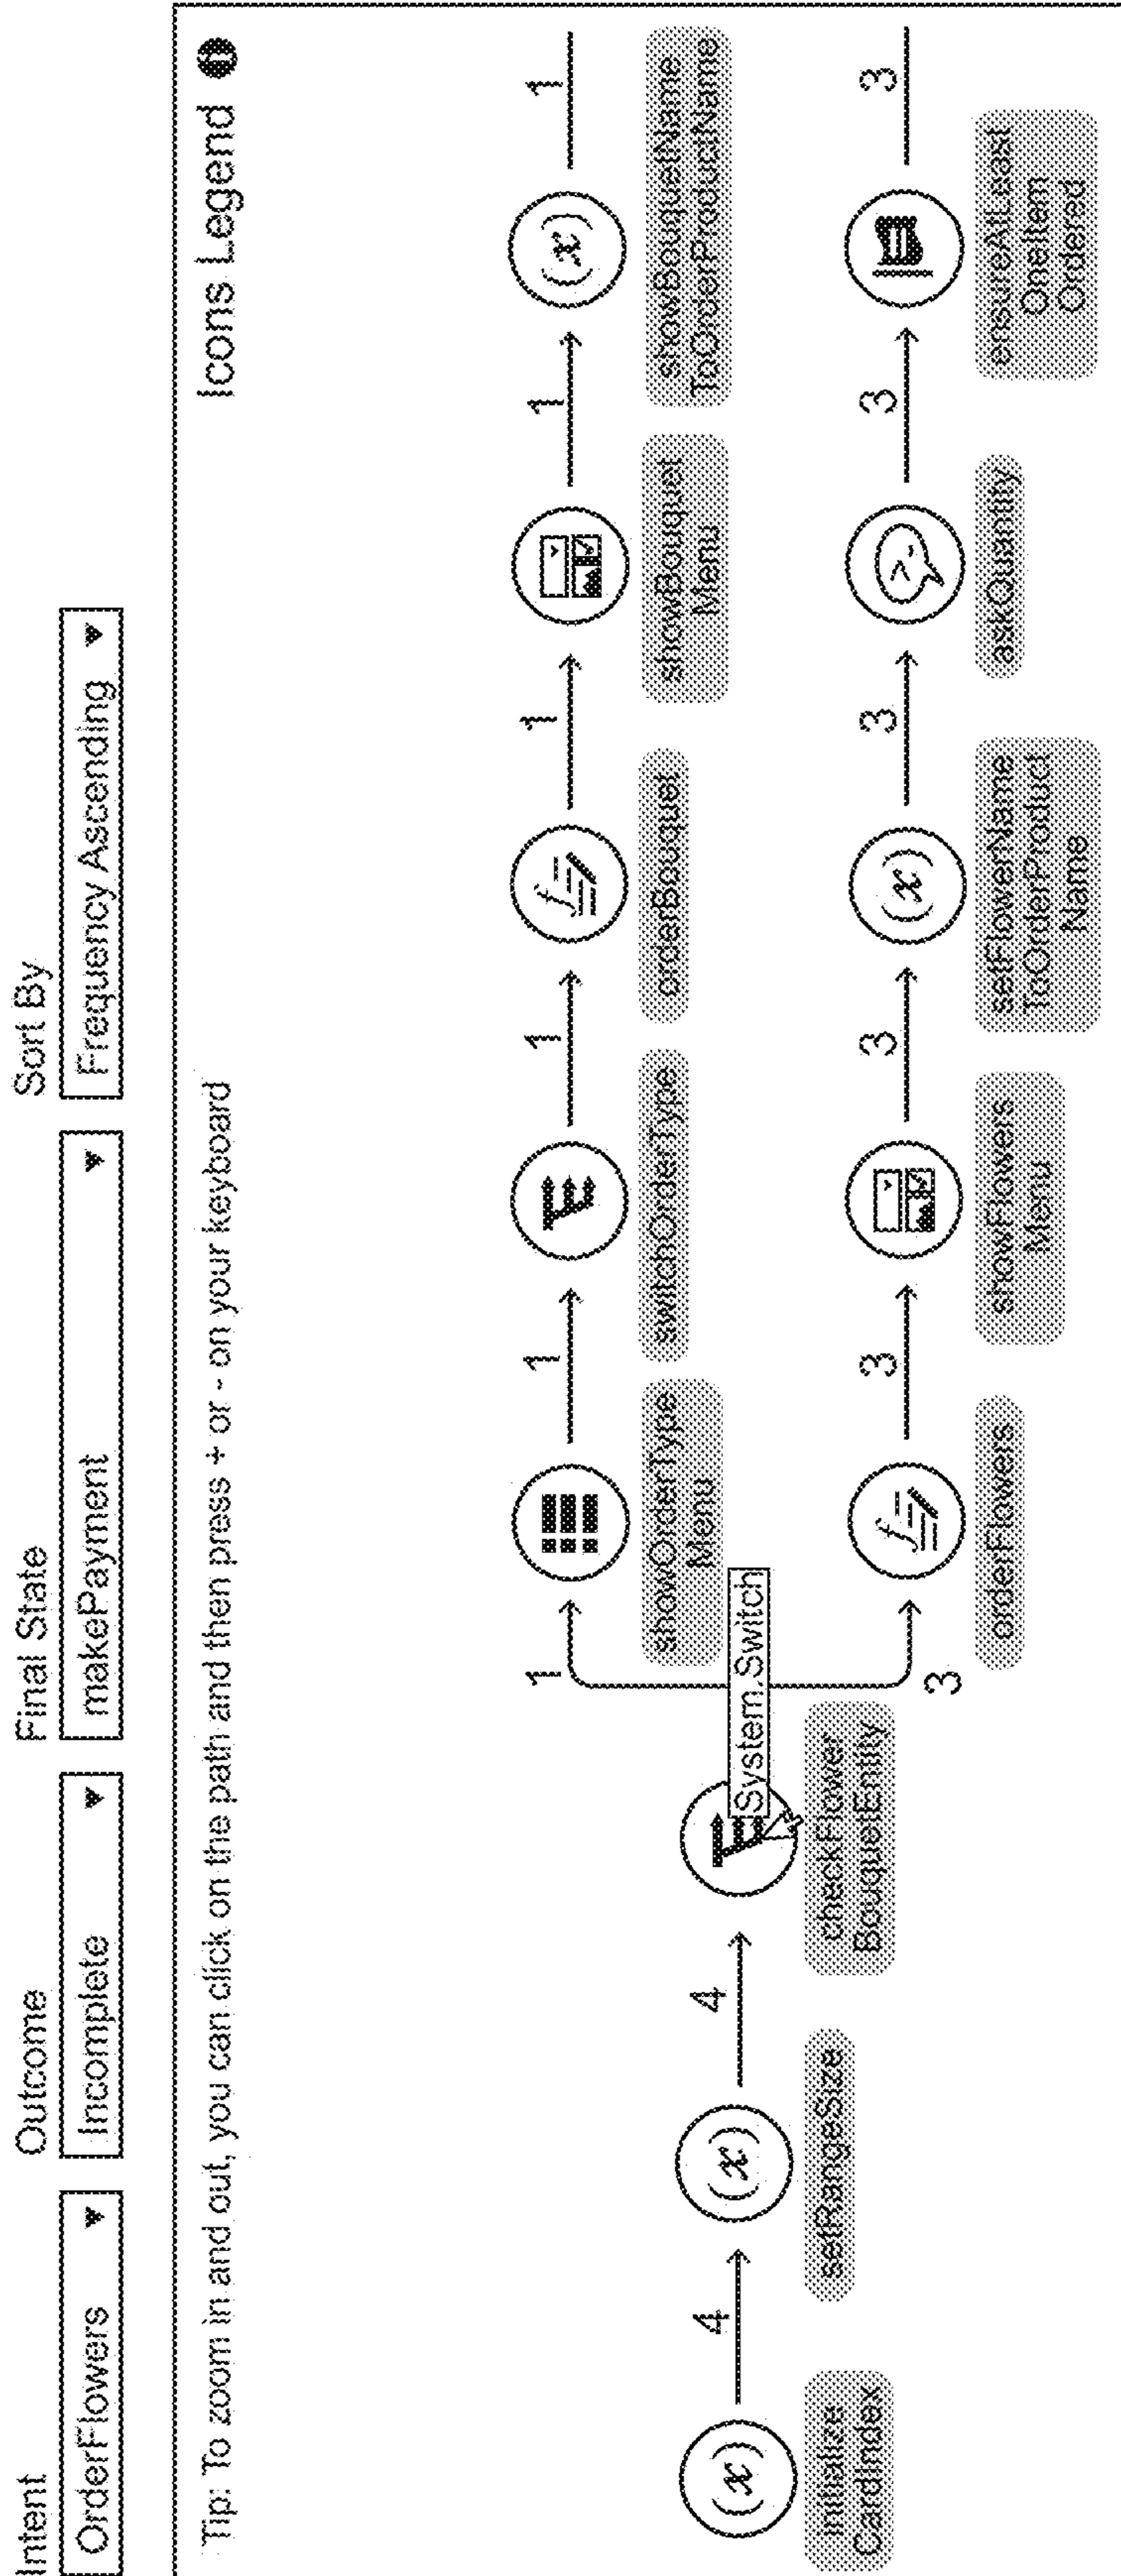 Intent
Outcome
Final State
Sort By
OrderFlowers
Incomplete
makePayment
Frequency Ascending
Tip: To zoom in and out, you can click on the path and then press + or - on your keyboard
Icons Legend
1
1
1
1
1
1
showOrderType
Menu
switchOrderType
orderBouquet
showBouquet
Menu
(x)
showBouquetName
ToOrderProductName
4
4
(x)
(x)
System.Switch
initialize
CardIndex
setRangeSize
checkFlower
BouquetEntity
3
3
3
3
3
3
f
f
(x)
?
orderFlowers
showFlowers
Menu
setFlowerName
ToOrderProduct
Name
askQuantity
ensureAtLeast
OneItem
Ordered